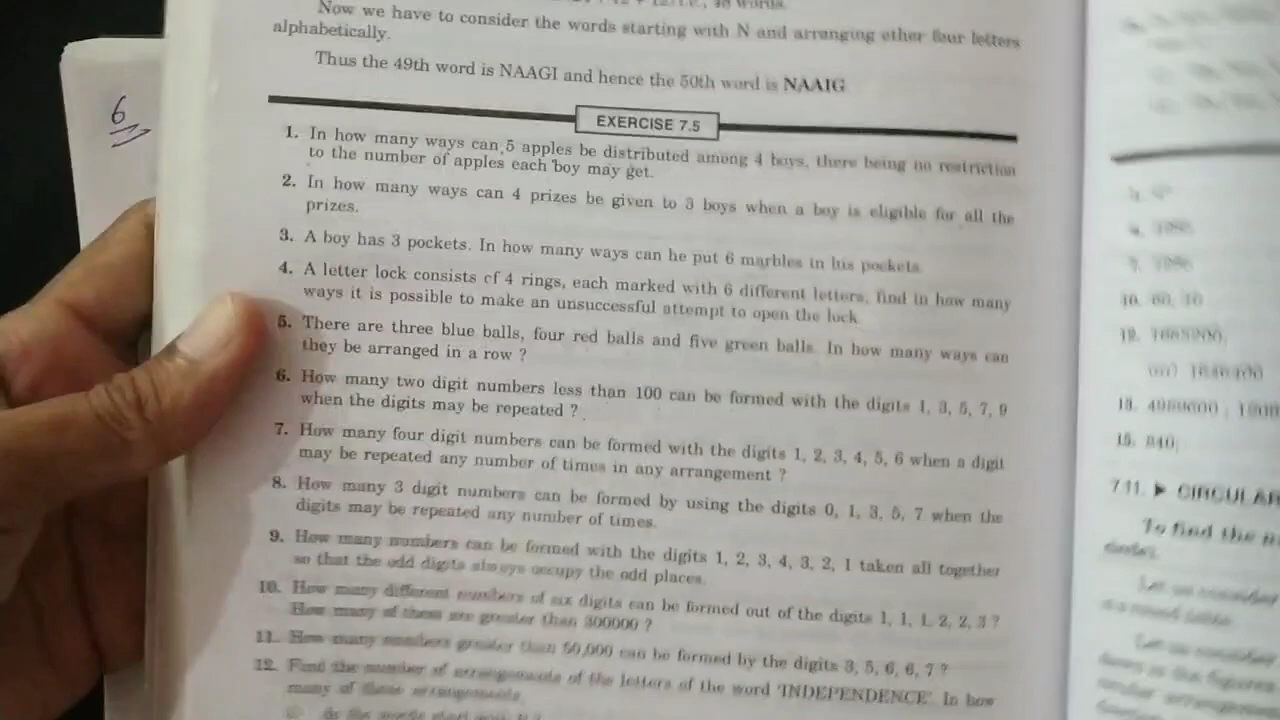 words.
Now we have to consider the words starting with N and arranging other four letters
alphabetically.
Thus the 49th word is NAAGI and hence the 50th word is NAAIG
6
EXERCISE 7.5
1. In how many ways can 5 apples be distributed among 4 boys, there being no restriction
to the number of apples each boy may get.
2. In how many ways can 4 prizes be given to 3 boys when a boy is eligible for all the
prizes.
3. A boy has 3 pockets. In how many ways can he put 6 marbles in his pockets.
4. A letter lock consists of 4 rings, each marked with 6 different letters, find in how many
ways it is possible to make an unsuccessful attempt to open the lock
5. There are three blue balls, four red balls and five green balls. In how many ways can
they be arranged in a row ?
6. How many two digit numbers less than 100 can be formed with the digits 1, 3, 5, 7, 9
when the digits may be repeated ?
7. How many four digit numbers can be formed with the digits 1, 2, 3, 4, 5, 6 when a digit
may be repeated any number of times in any arrangement ?
8. How many 3 digit numbers can be formed by using the digits 0, 1, 3, 5, 7 when the
digits may be repeated any number of times.
9. How many numbers can be formed with the digits 1, 2, 3, 4, 3, 2, 1 taken all together
so that the odd digits always occupy the odd places.
10. How many different numbers of six digits can be formed out of the digits 1, 1, 1, 2, 2, 3 ?
How many of them are greater than 300000 ?
11. How many numbers greater than 50,000 can be formed by the digits 3, 5, 6, 6, 7 ?
12. Find the number of arrangements of the letters of the word 'INDEPENDENCE'. In how
many of these arrangements,
10. 60,
13. 4989600
15. 840,
7.11. ▶ CIRCULAR
To find the
Let us consider